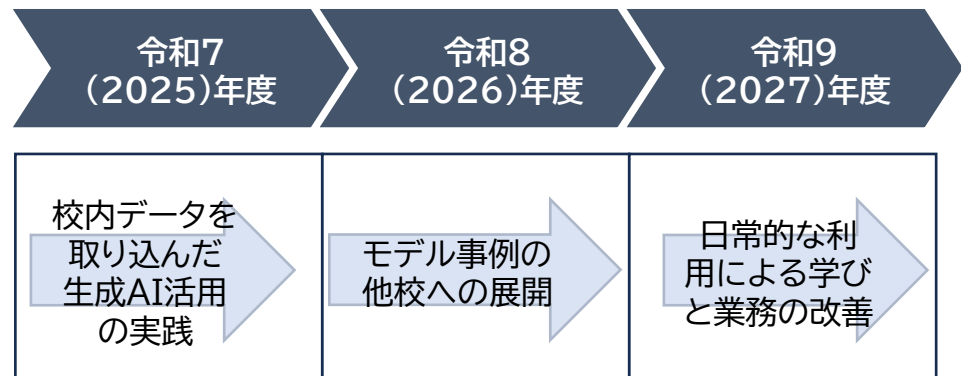 令和7
(2025)年度
令和8
(2026)年度
令和9
(2027)年度
校内データを
取り込んだ
生成AI活用
の実践
モデル事例の
他校への展開
日常的な利
用による学び
と業務の改善